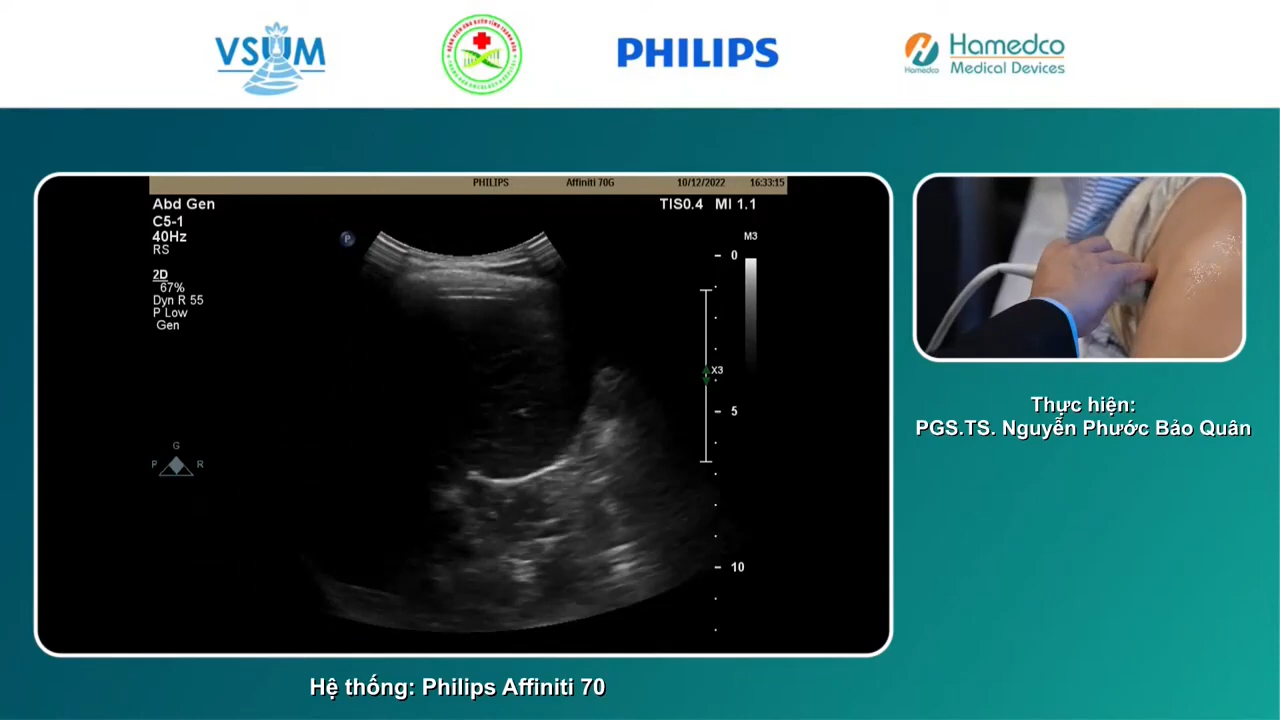 VSUM
PHILIPS
Hamedco
Hamedco
Medical Devices
PHILIPS Affiniti 70G 10/12/2022 16:33:15
Abd Gen
C5-1
40Hz
RS
TIS0.4 MI 1.1
2D
67%
Dyn R 55
P Low
Gen
P
M3
0
X3
5
10
G
P R
Thực hiện:
PGS.TS. Nguyễn Phước Bảo Quân
Hệ thống: Philips Affiniti 70